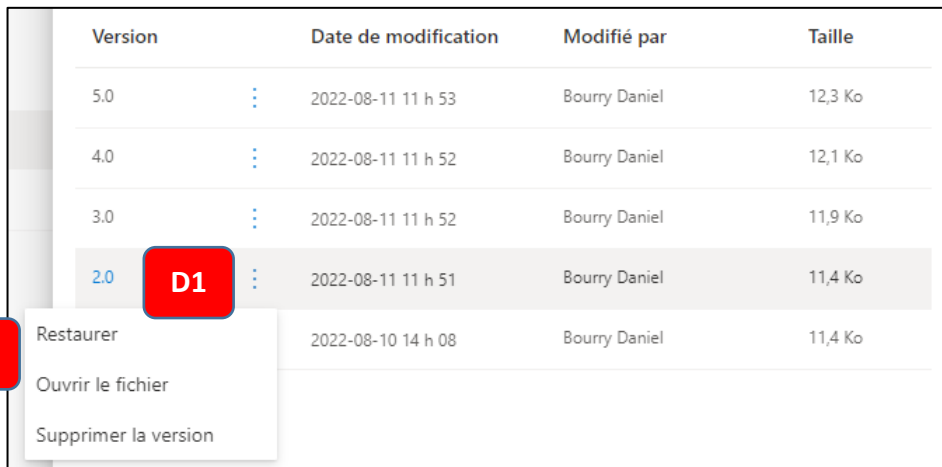 Version Date de modification Modifié par Taille
5.0 2022-08-11 11 h 53 Bourry Daniel 12,3 Ko
4.0 2022-08-11 11 h 52 Bourry Daniel 12,1 Ko
3.0 2022-08-11 11 h 52 Bourry Daniel 11,9 Ko
2.0 D1 2022-08-11 11 h 51 Bourry Daniel 11,4 Ko
Restaurer
2022-08-10 14 h 08 Bourry Daniel 11,4 Ko
Ouvrir le fichier
Supprimer la version